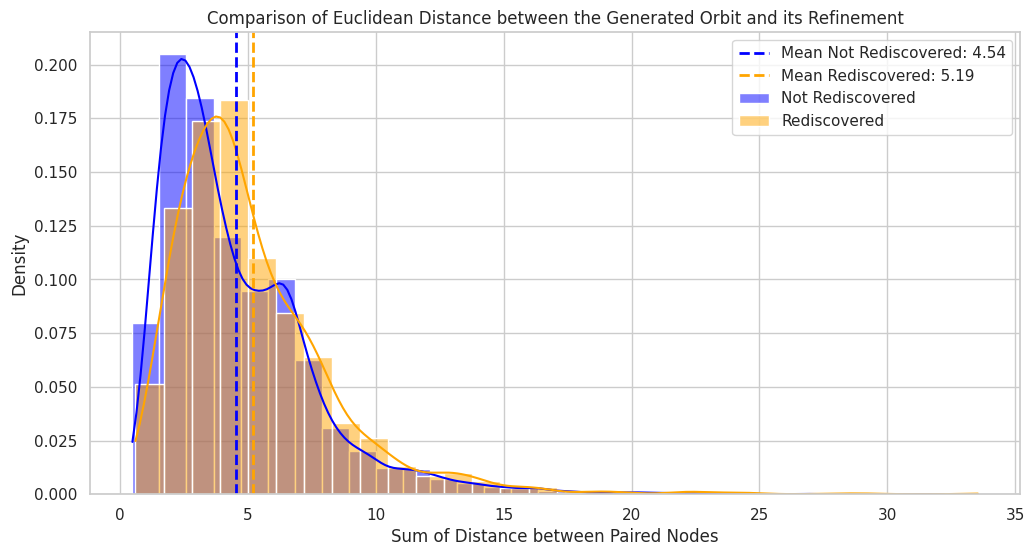 Comparison of Euclidean Distance between the Generated Orbit and its Refinement
Mean Not Rediscovered: 4.54
Mean Rediscovered: 5.19
Not Rediscovered
Rediscovered
0.200
0.175
0.150
0.125
0.100
0.075
0.050
0.025
0.000
Density
0 5 10 15 20 25 30 35
Sum of Distance between Paired Nodes